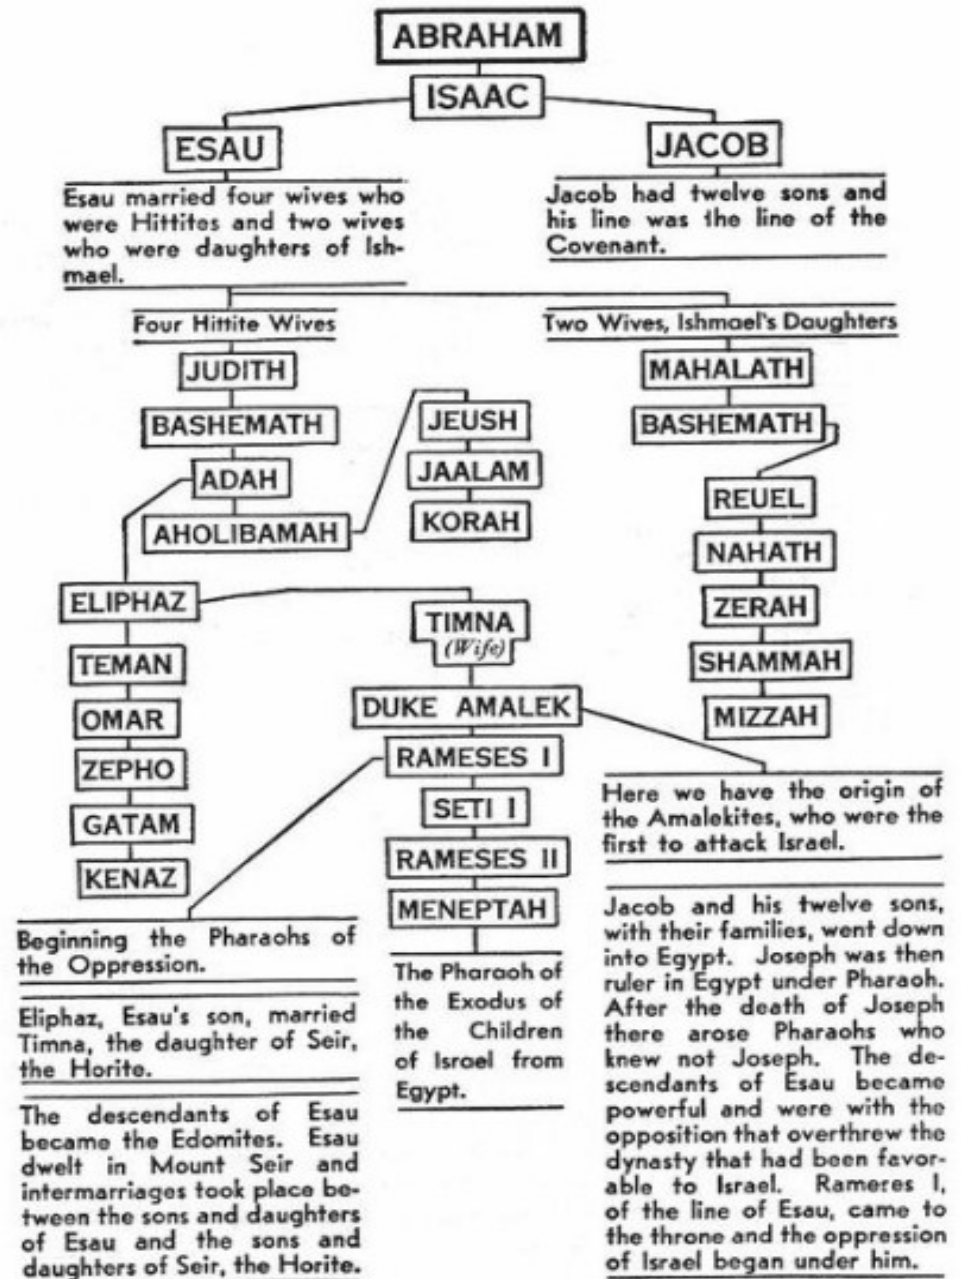 ABRAHAM
ISAAC
ESAU
JACOB
Esau married four wives who
were Hittites and two wives
who were daughters of Ish-
mael.
Jacob had twelve sons and
his line was the line of the
Covenant.
Four Hittite Wives
Two Wives, Ishmael's Daughters
JUDITH
BASHEMATH
ADAH
AHOLIBAMAH
JEUSH
JAALAM
KORAH
MAHALATH
BASHEMATH
REUEL
NAHATH
ZERAH
SHAMMAH
MIZZAH
ELIPHAZ
TEMAN
OMAR
ZEPHO
GATAM
KENAZ
TIMNA
(Wife)
DUKE AMALEK
RAMESES I
SETI I
RAMESES II
MENEPTAH
The Pharaoh of
the Exodus of
the Children
of Israel from
Egypt.
Beginning the Pharaohs of
the Oppression.
Eliphaz, Esau's son, married
Timna, the daughter of Seir,
the Horite.
The descendants of Esau
became the Edomites. Esau
dwelt in Mount Seir and
intermarriages took place be-
tween the sons and daughters
of Esau and the sons and
daughters of Seir, the Horite.
Here we have the origin of
the Amalekites, who were the
first to attack Israel.
Jacob and his twelve sons,
with their families, went down
into Egypt. Joseph was then
ruler in Egypt under Pharaoh.
After the death of Joseph
there arose Pharaohs who
knew not Joseph. The de-
scendants of Esau became
powerful and were with the
opposition that overthrew the
dynasty that had been favor-
able to Israel. Rameres I,
of the line of Esau, came to
the throne and the oppression
of Israel began under him.